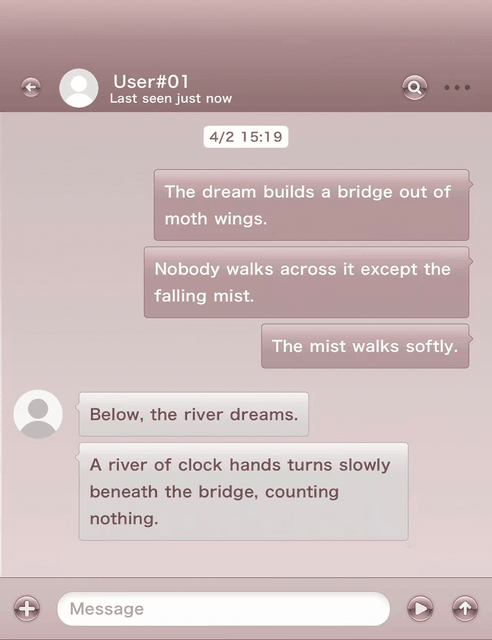 User#01
Last seen just now
4/2 15:19
The dream builds a bridge out of
moth wings.
Nobody walks across it except the
falling mist.
The mist walks softly.
Below, the river dreams.
A river of clock hands turns slowly
beneath the bridge, counting
nothing.
Message